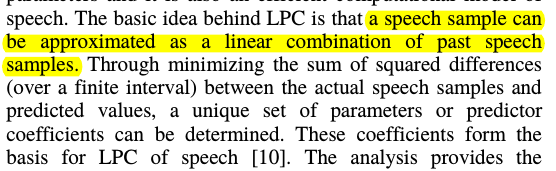 speech. The basic idea behind LPC is that a speech sample can
be approximated as a linear combination of past speech
samples. Through minimizing the sum of squared differences
(over a finite interval) between the actual speech samples and
predicted values, a unique set of parameters or predictor
coefficients can be determined. These coefficients form the
basis for LPC of speech [10]. The analysis provides the